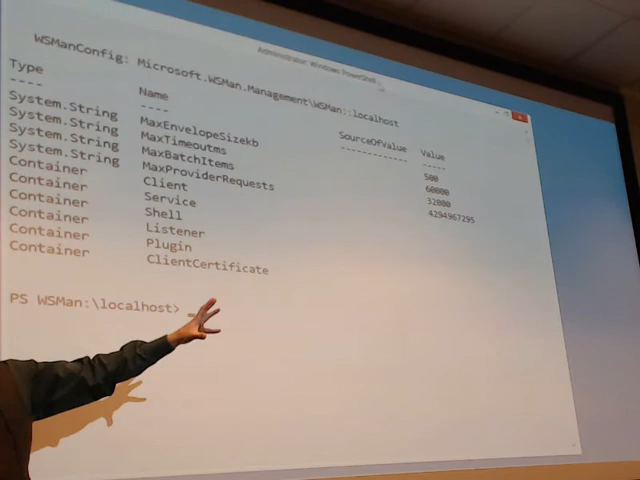 Administrator: Windows PowerShell
WSManConfig: Microsoft.WSMan.Management\WSMan::localhost
Type Name SourceOfValue Value
---- ---- ------------- -----
System.String MaxEnvelopeSizekb 500
System.String MaxTimeoutms 60000
System.String MaxBatchItems 32000
System.String MaxProviderRequests 4294967295
Container Client
Container Service
Container Shell
Container Listener
Container Plugin
Container ClientCertificate
PS WSMan:\localhost> _